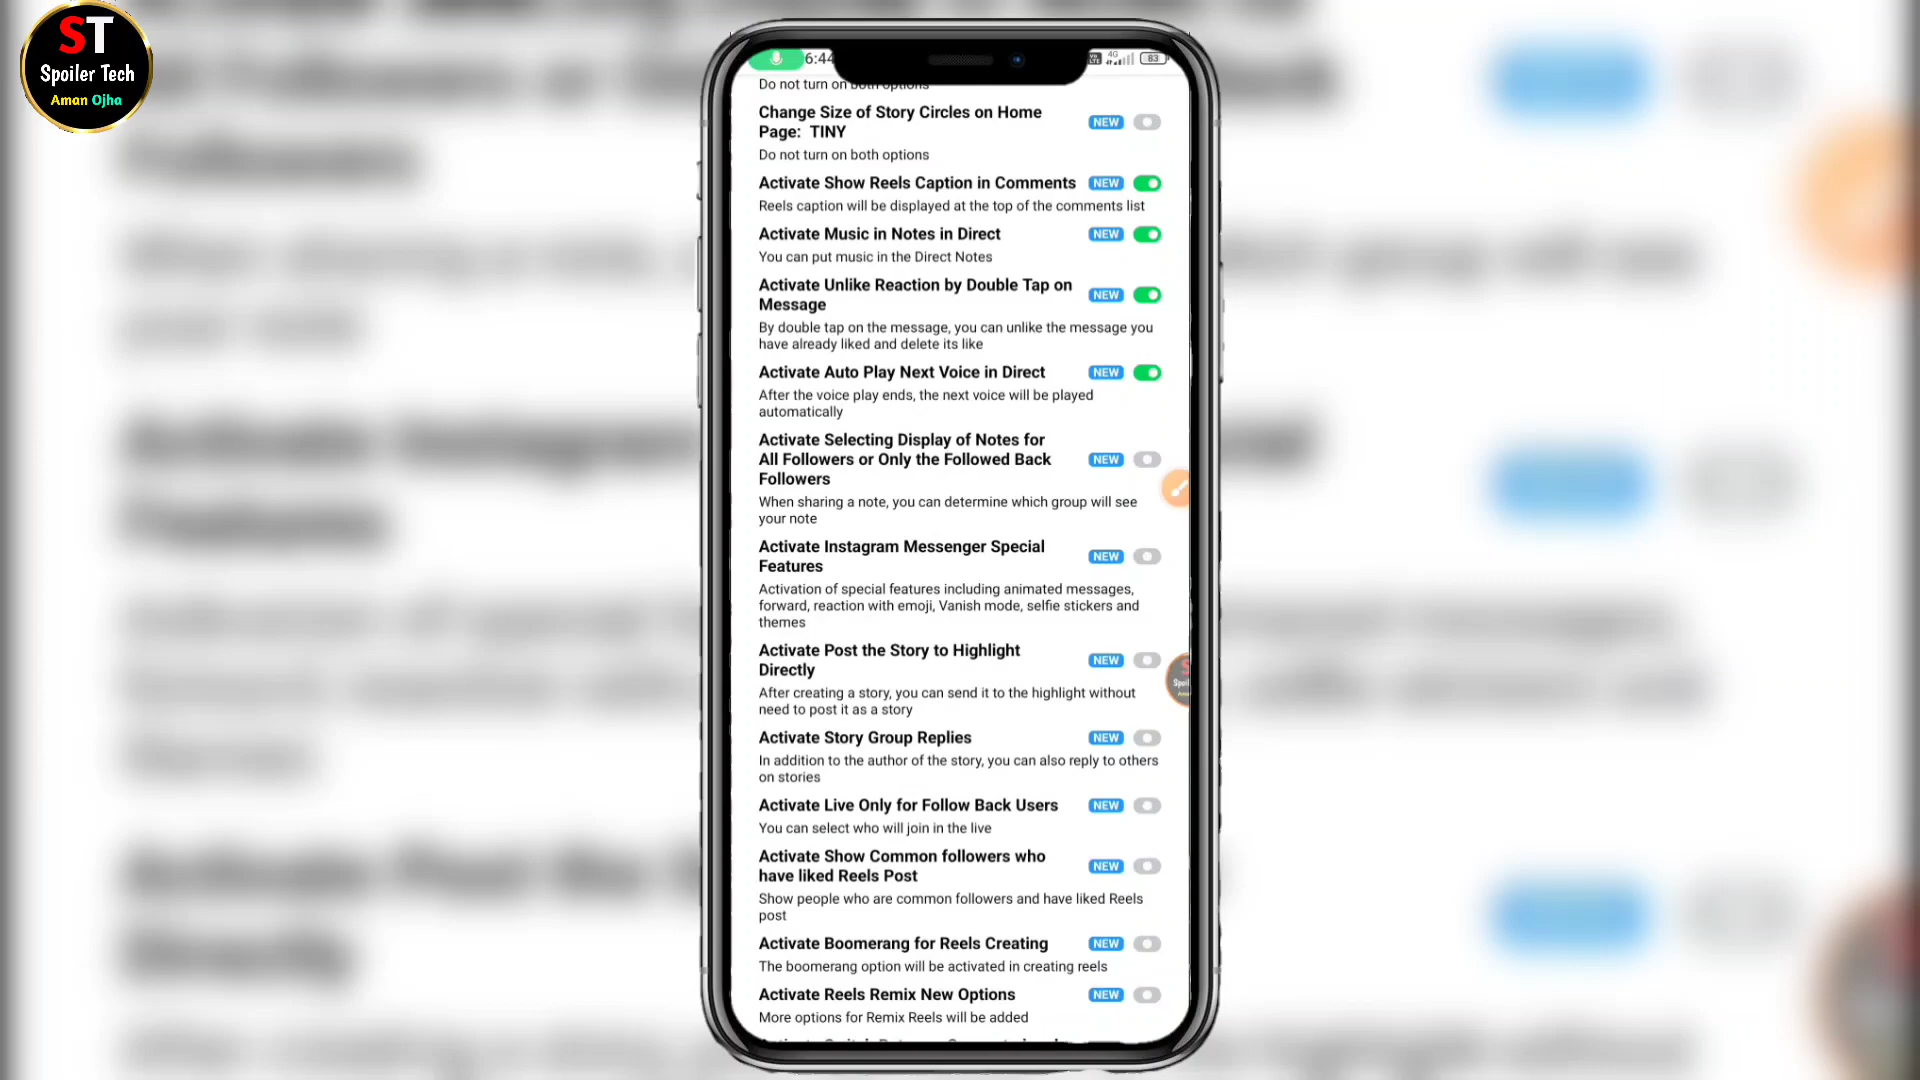 ST
Spoiler Tech
Aman Ojha
6:44
4G
83
Do not turn on both options
Change Size of Story Circles on Home
Page: TINY
NEW
Do not turn on both options
Activate Show Reels Caption in Comments
NEW
Reels caption will be displayed at the top of the comments list
Activate Music in Notes in Direct
NEW
You can put music in the Direct Notes
Activate Unlike Reaction by Double Tap on
Message
NEW
By double tap on the message, you can unlike the message you
have already liked and delete its like
Activate Auto Play Next Voice in Direct
NEW
After the voice play ends, the next voice will be played
automatically
Activate Selecting Display of Notes for
All Followers or Only the Followed Back
Followers
NEW
When sharing a note, you can determine which group will see
your note
Activate Instagram Messenger Special
Features
NEW
Activation of special features including animated messages,
forward, reaction with emoji, Vanish mode, selfie stickers and
themes
Activate Post the Story to Highlight
Directly
NEW
After creating a story, you can send it to the highlight without
need to post it as a story
Activate Story Group Replies
NEW
In addition to the author of the story, you can also reply to others
on stories
Activate Live Only for Follow Back Users
NEW
You can select who will join in the live
Activate Show Common followers who
have liked Reels Post
NEW
Show people who are common followers and have liked Reels
post
Activate Boomerang for Reels Creating
NEW
The boomerang option will be activated in creating reels
Activate Reels Remix New Options
NEW
More options for Remix Reels will be added